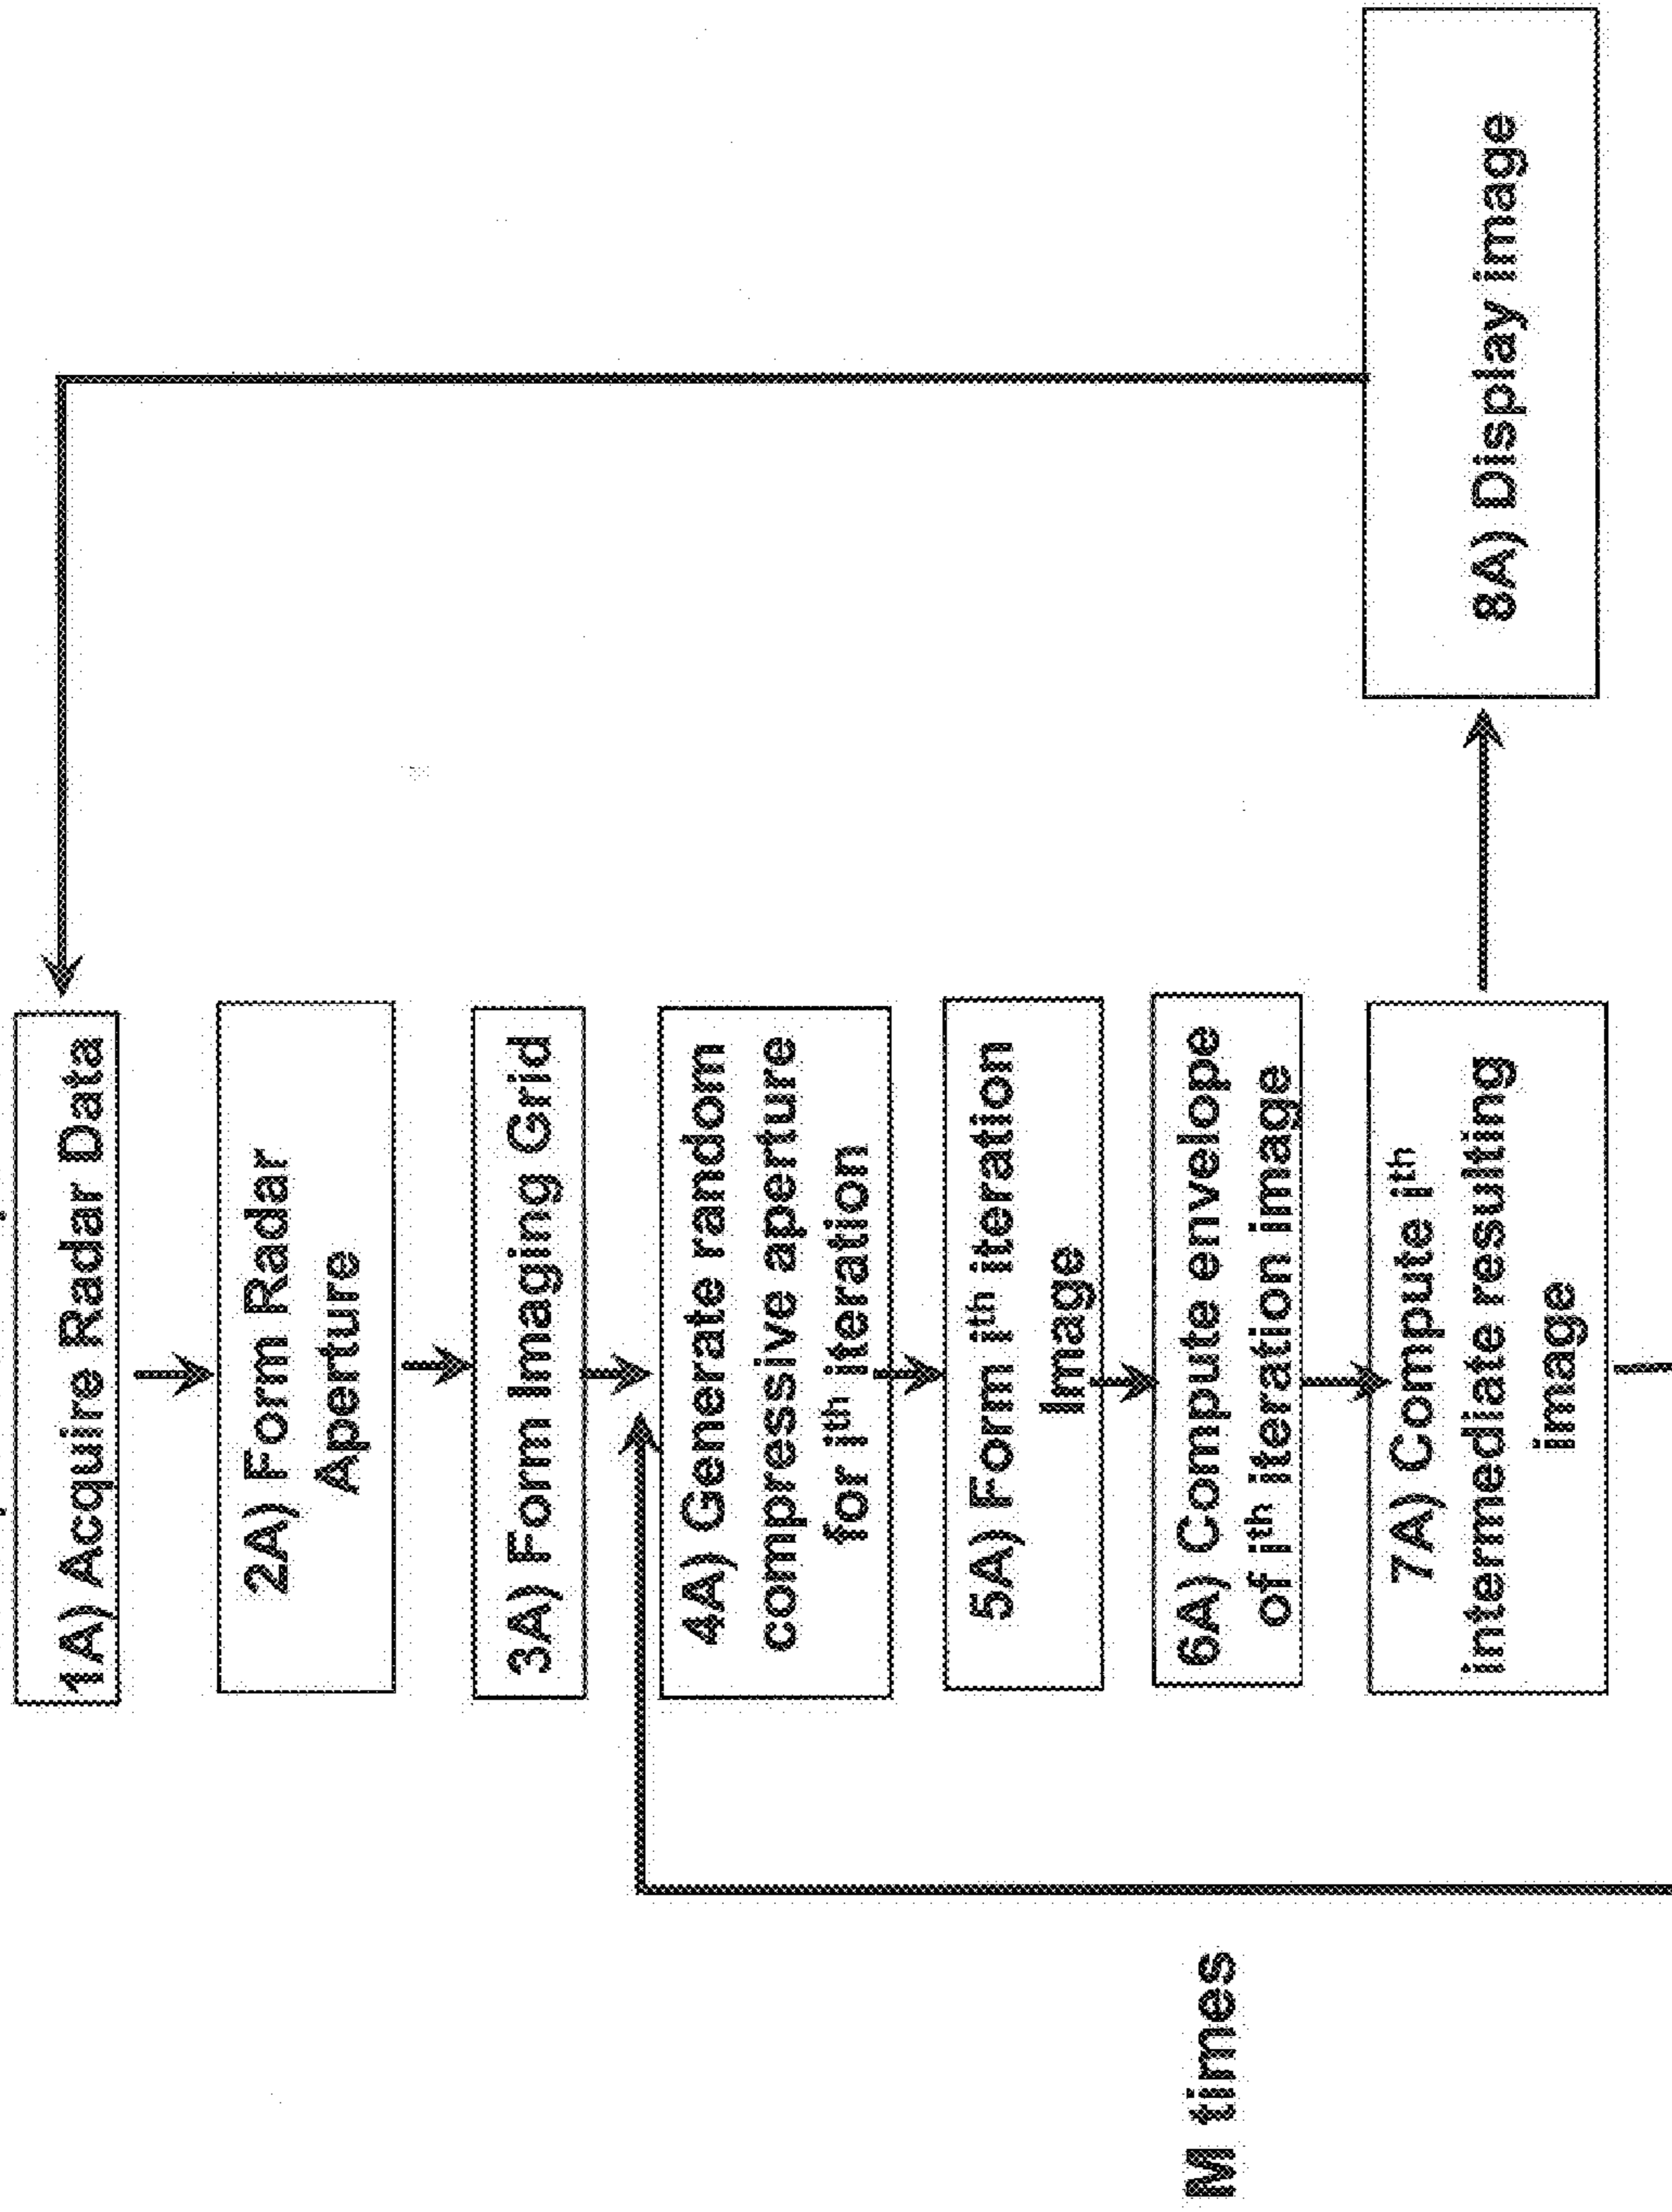 1A) Acquire Radar Data
2A) Form Radar
Aperture
3A) Form Imaging Grid
4A) Generate random
compressive aperture
for iᵗʰ iteration
5A) Form iᵗʰ iteration
Image
6A) Compute envelope
of iᵗʰ iteration image
7A) Compute iᵗʰ
intermediate resulting
image
8A) Display image
M times